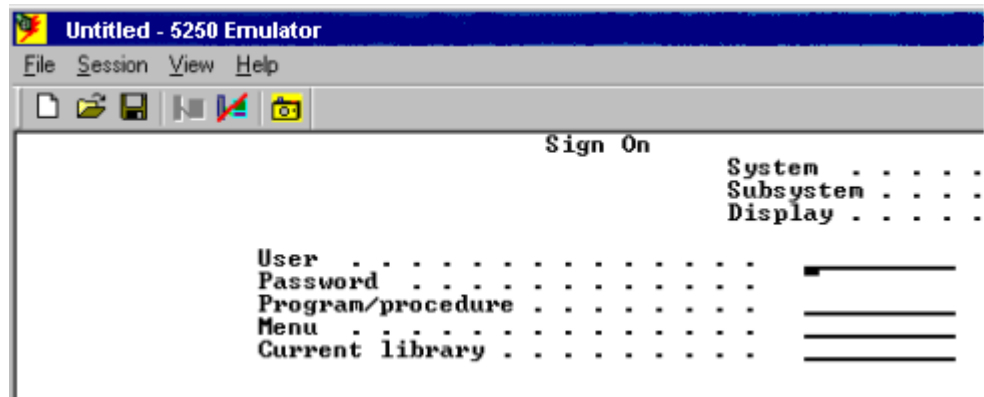 Untitled - 5250 Emulator
File Session View Help
Sign On
System . . . . .
Subsystem . . . .
Display . . . . .
User . . . . . . . . . . . . . .
Password . . . . . . . . . . . .
Program/procedure . . . . . . . .
Menu . . . . . . . . . . . . . .
Current library . . . . . . . . .